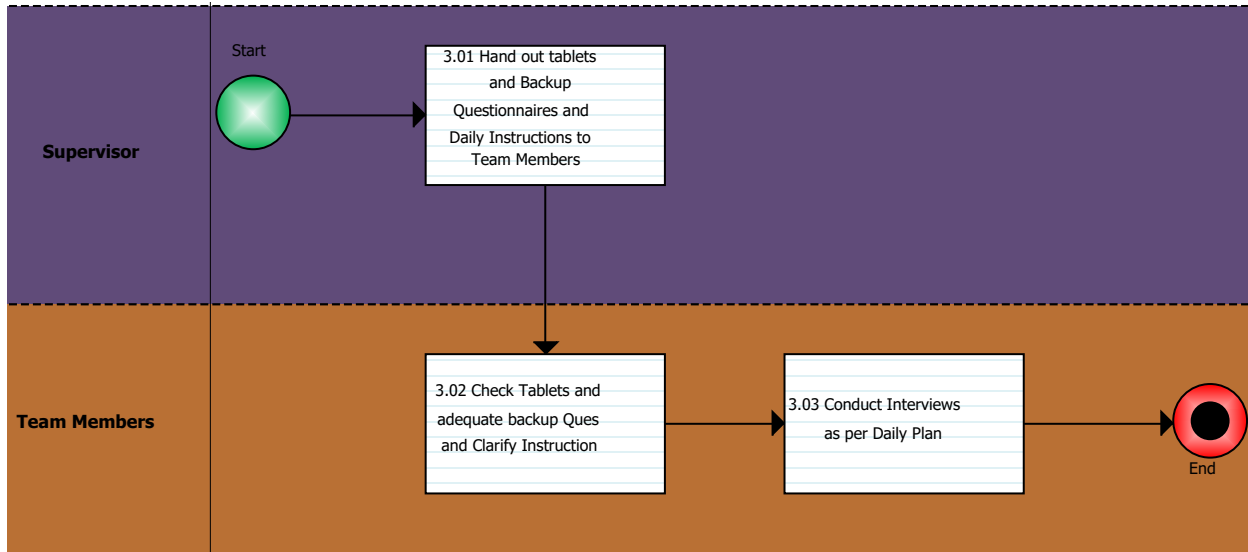 Start
3.01 Hand out tablets
and Backup
Questionnaires and
Daily Instructions to
Team Members
Supervisor
3.02 Check Tablets and
adequate backup Ques
and Clarify Instruction
3.03 Conduct Interviews
as per Daily Plan
Team Members
End